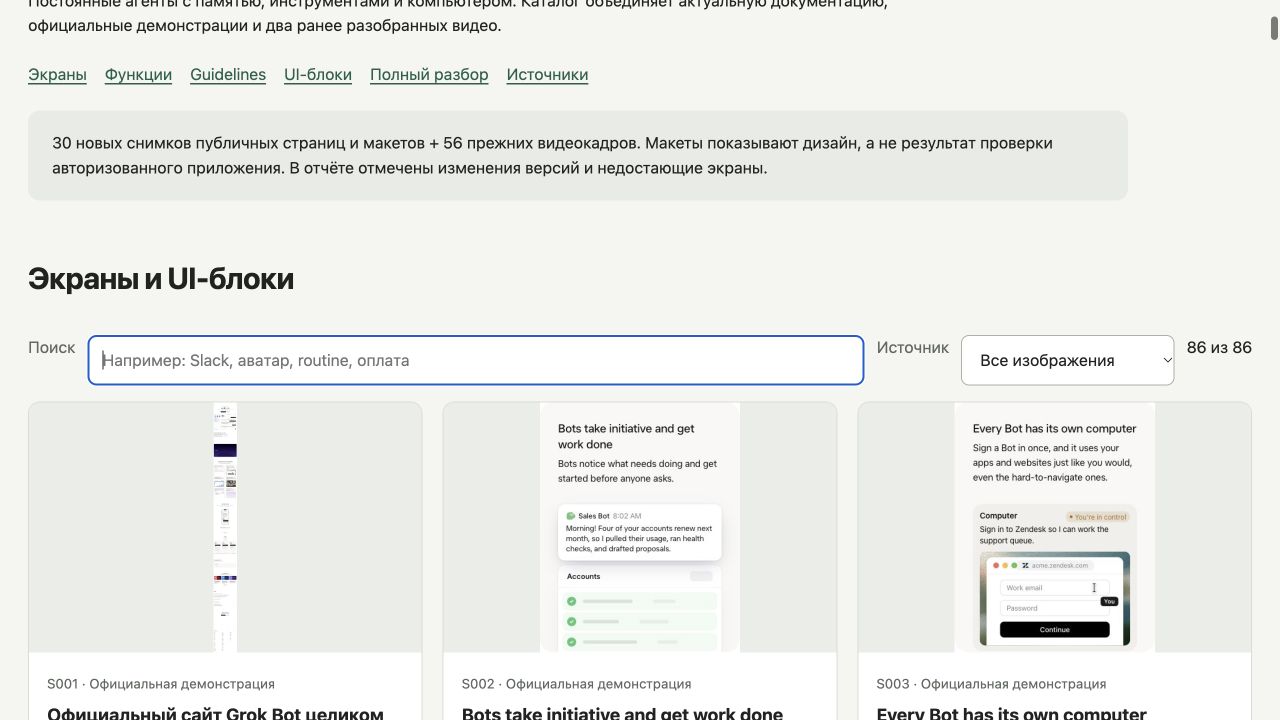 Постоянные агенты с памятью, инструментами и компьютером. Каталог объединяет актуальную документацию,
официальные демонстрации и два ранее разобранных видео.
Экраны Функции Guidelines UI-блоки Полный разбор Источники
30 новых снимков публичных страниц и макетов + 56 прежних видеокадров. Макеты показывают дизайн, а не результат проверки
авторизованного приложения. В отчёте отмечены изменения версий и недостающие экраны.
Экраны и UI-блоки
Поиск
Например: Slack, аватар, routine, оплата
Источник
Все изображения
86 из 86
Bots take initiative and get
work done
Bots notice what needs doing and get
started before anyone asks.
Sales Bot 8:02 AM
Morning! Four of your accounts renew next
month, so I pulled their usage, ran health
checks, and drafted proposals.
Accounts
Every Bot has its own computer
Sign a Bot in once, and it uses your
apps and websites just like you would,
even the hard-to-navigate ones.
Computer
You're in control
Sign in to Zendesk so I can work the
support queue.
acme.zendesk.com
Work email
You
Password
Continue
S001 · Официальная демонстрация
Официальный сайт Grok Bot целиком
S002 · Официальная демонстрация
Bots take initiative and get work done
S003 · Официальная демонстрация
Every Bot has its own computer